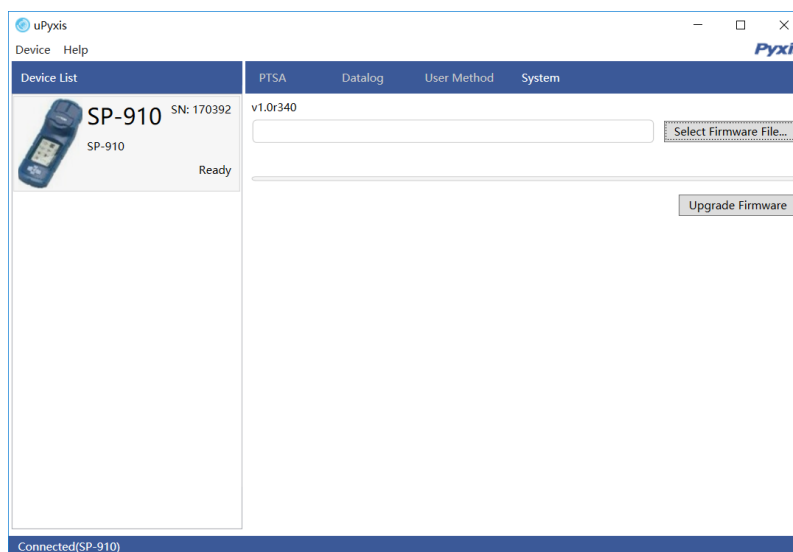 uPyxis
Device Help
Pyxi
Device List
PTSA Datalog User Method System
SP-910 SN: 170392
SP-910
Ready
v1.0r340
Select Firmware File...
Upgrade Firmware
Connected(SP-910)